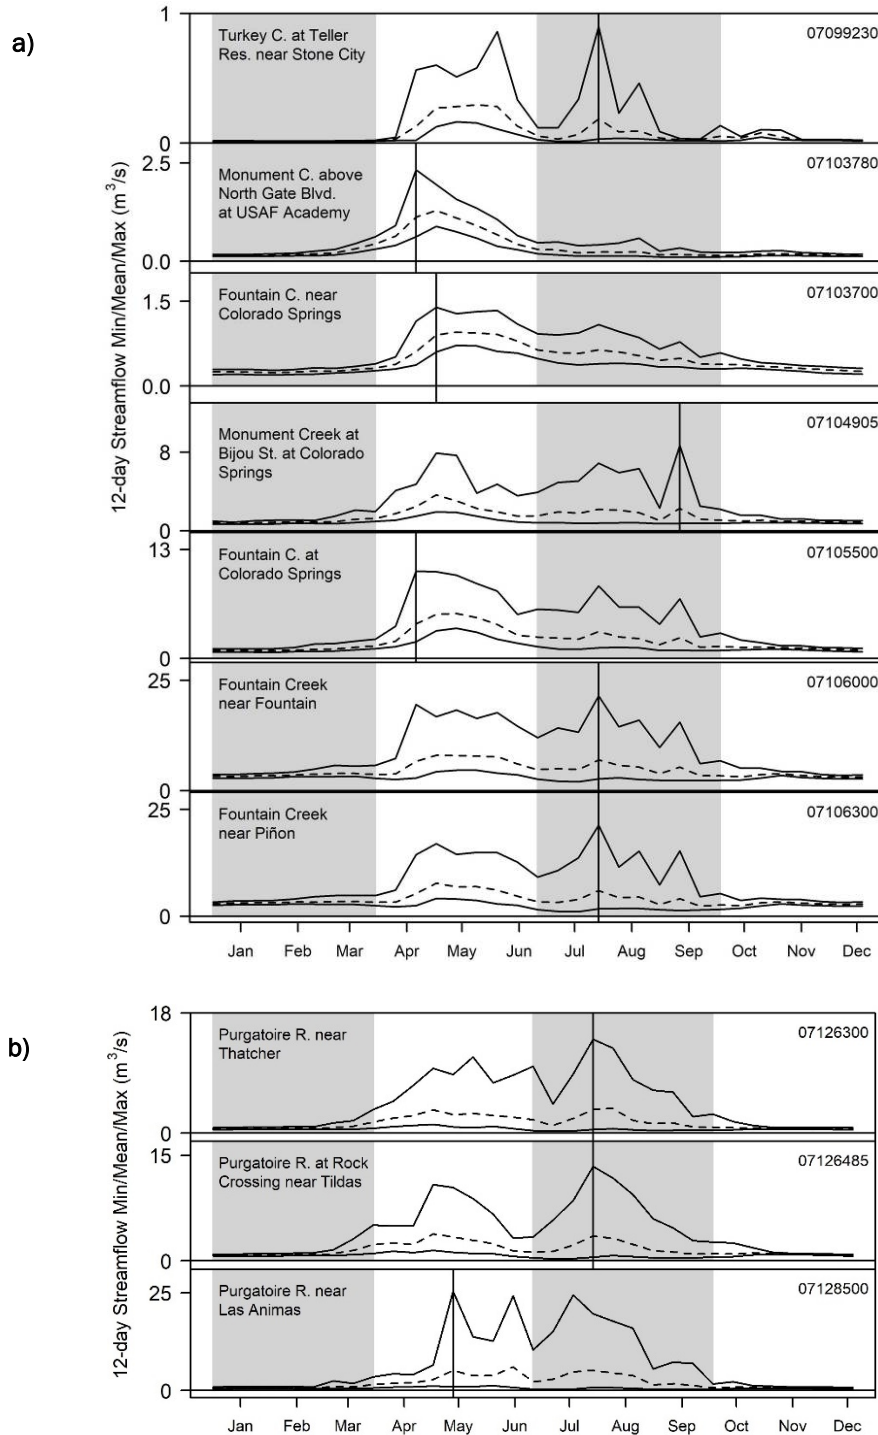 a)
12-day Streamflow Min/Mean/Max (m³/s)
1
0
Turkey C. at Teller
Res. near Stone City
07099230
2.5
0.0
Monument C. above
North Gate Blvd.
at USAF Academy
07103780
1.5
0.0
Fountain C. near
Colorado Springs
07103700
8
0
Monument Creek at
Bijou St. at Colorado
Springs
07104905
13
0
Fountain C. at
Colorado Springs
07105500
25
0
Fountain Creek
near Fountain
07106000
25
0
Fountain Creek
near Piñon
07106300
Jan Feb Mar Apr May Jun Jul Aug Sep Oct Nov Dec
b)
12-day Streamflow Min/Mean/Max (m³/s)
18
0
Purgatoire R. near
Thatcher
07126300
15
0
Purgatoire R. at Rock
Crossing near Tildas
07126485
25
0
Purgatoire R. near
Las Animas
07128500
Jan Feb Mar Apr May Jun Jul Aug Sep Oct Nov Dec